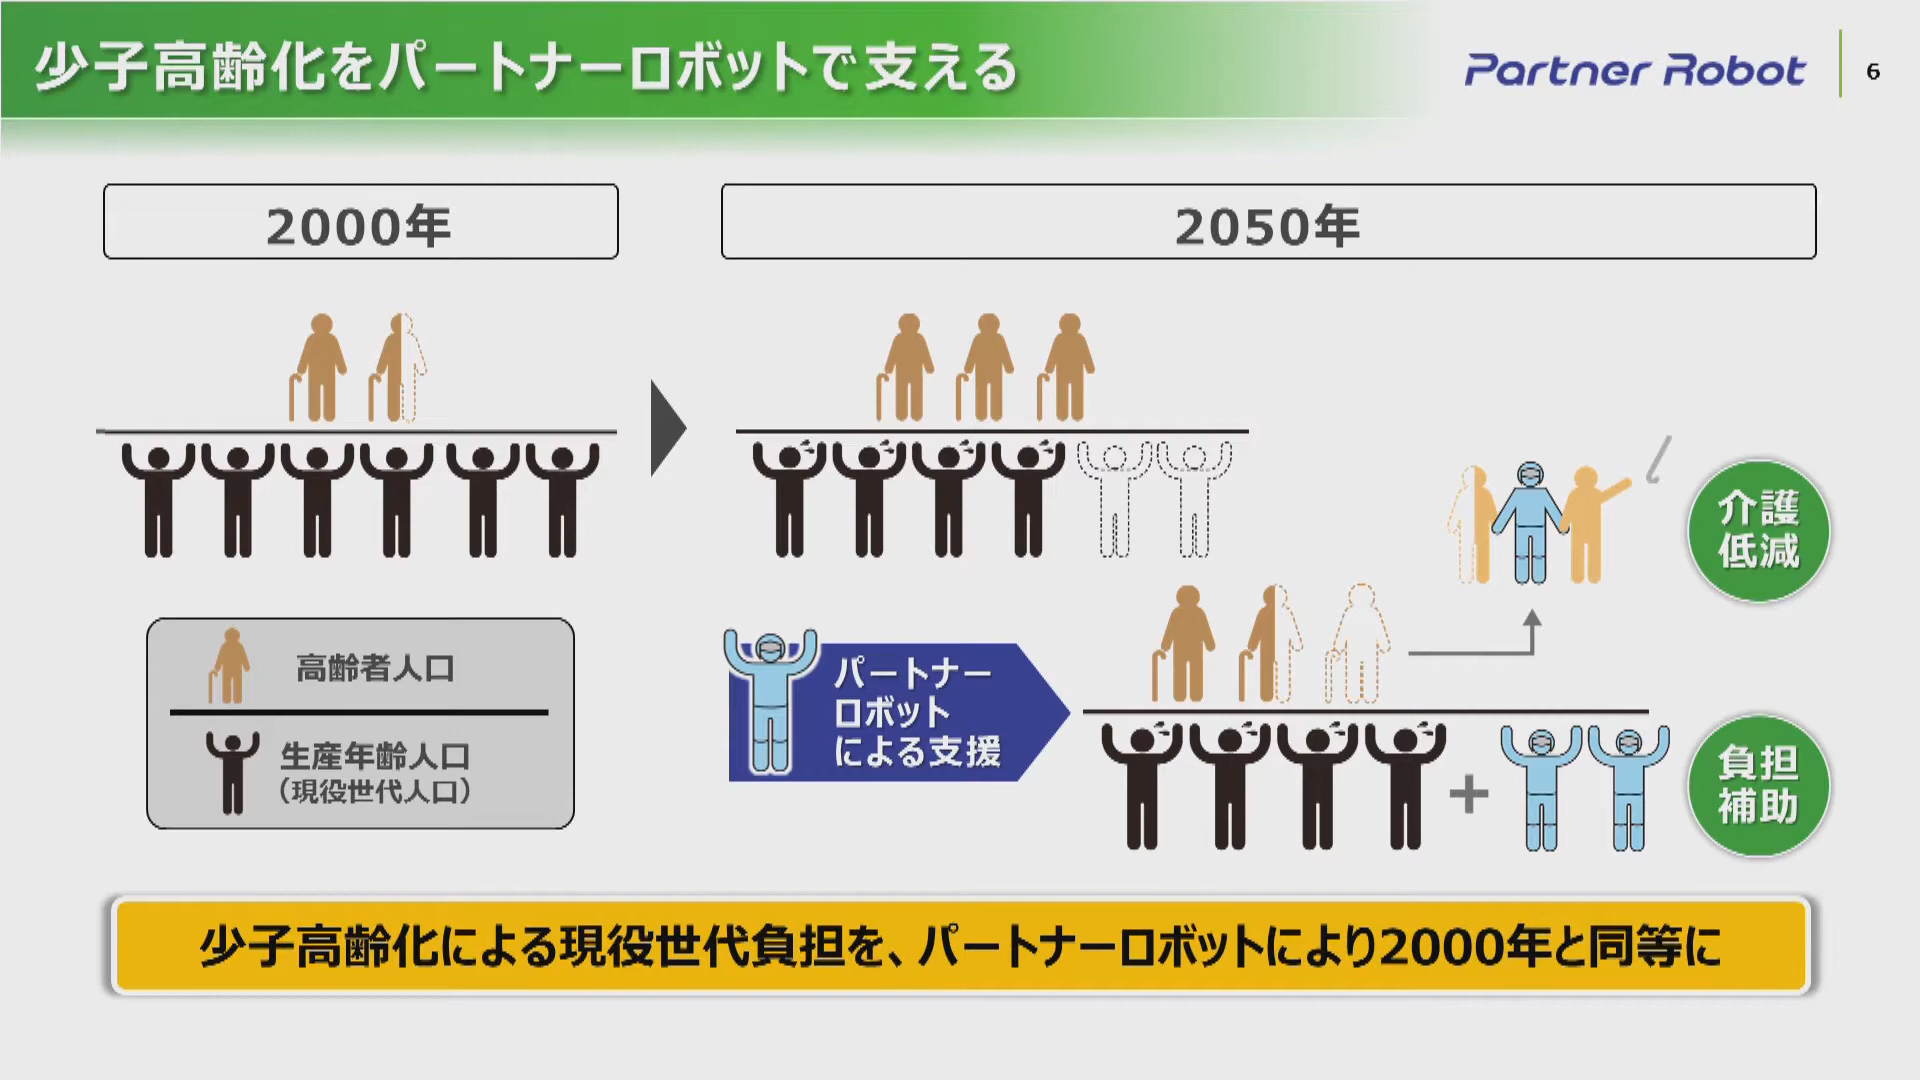 少子高齢化をパートナーロボットで支える
Partner Robot
6
2000年
2050年
高齢者人口
生産年齢人口
（現役世代人口）
パートナー
ロボット
による支援
介護
低減
負担
補助
少子高齢化による現役世代負担を、パートナーロボットにより2000年と同等に